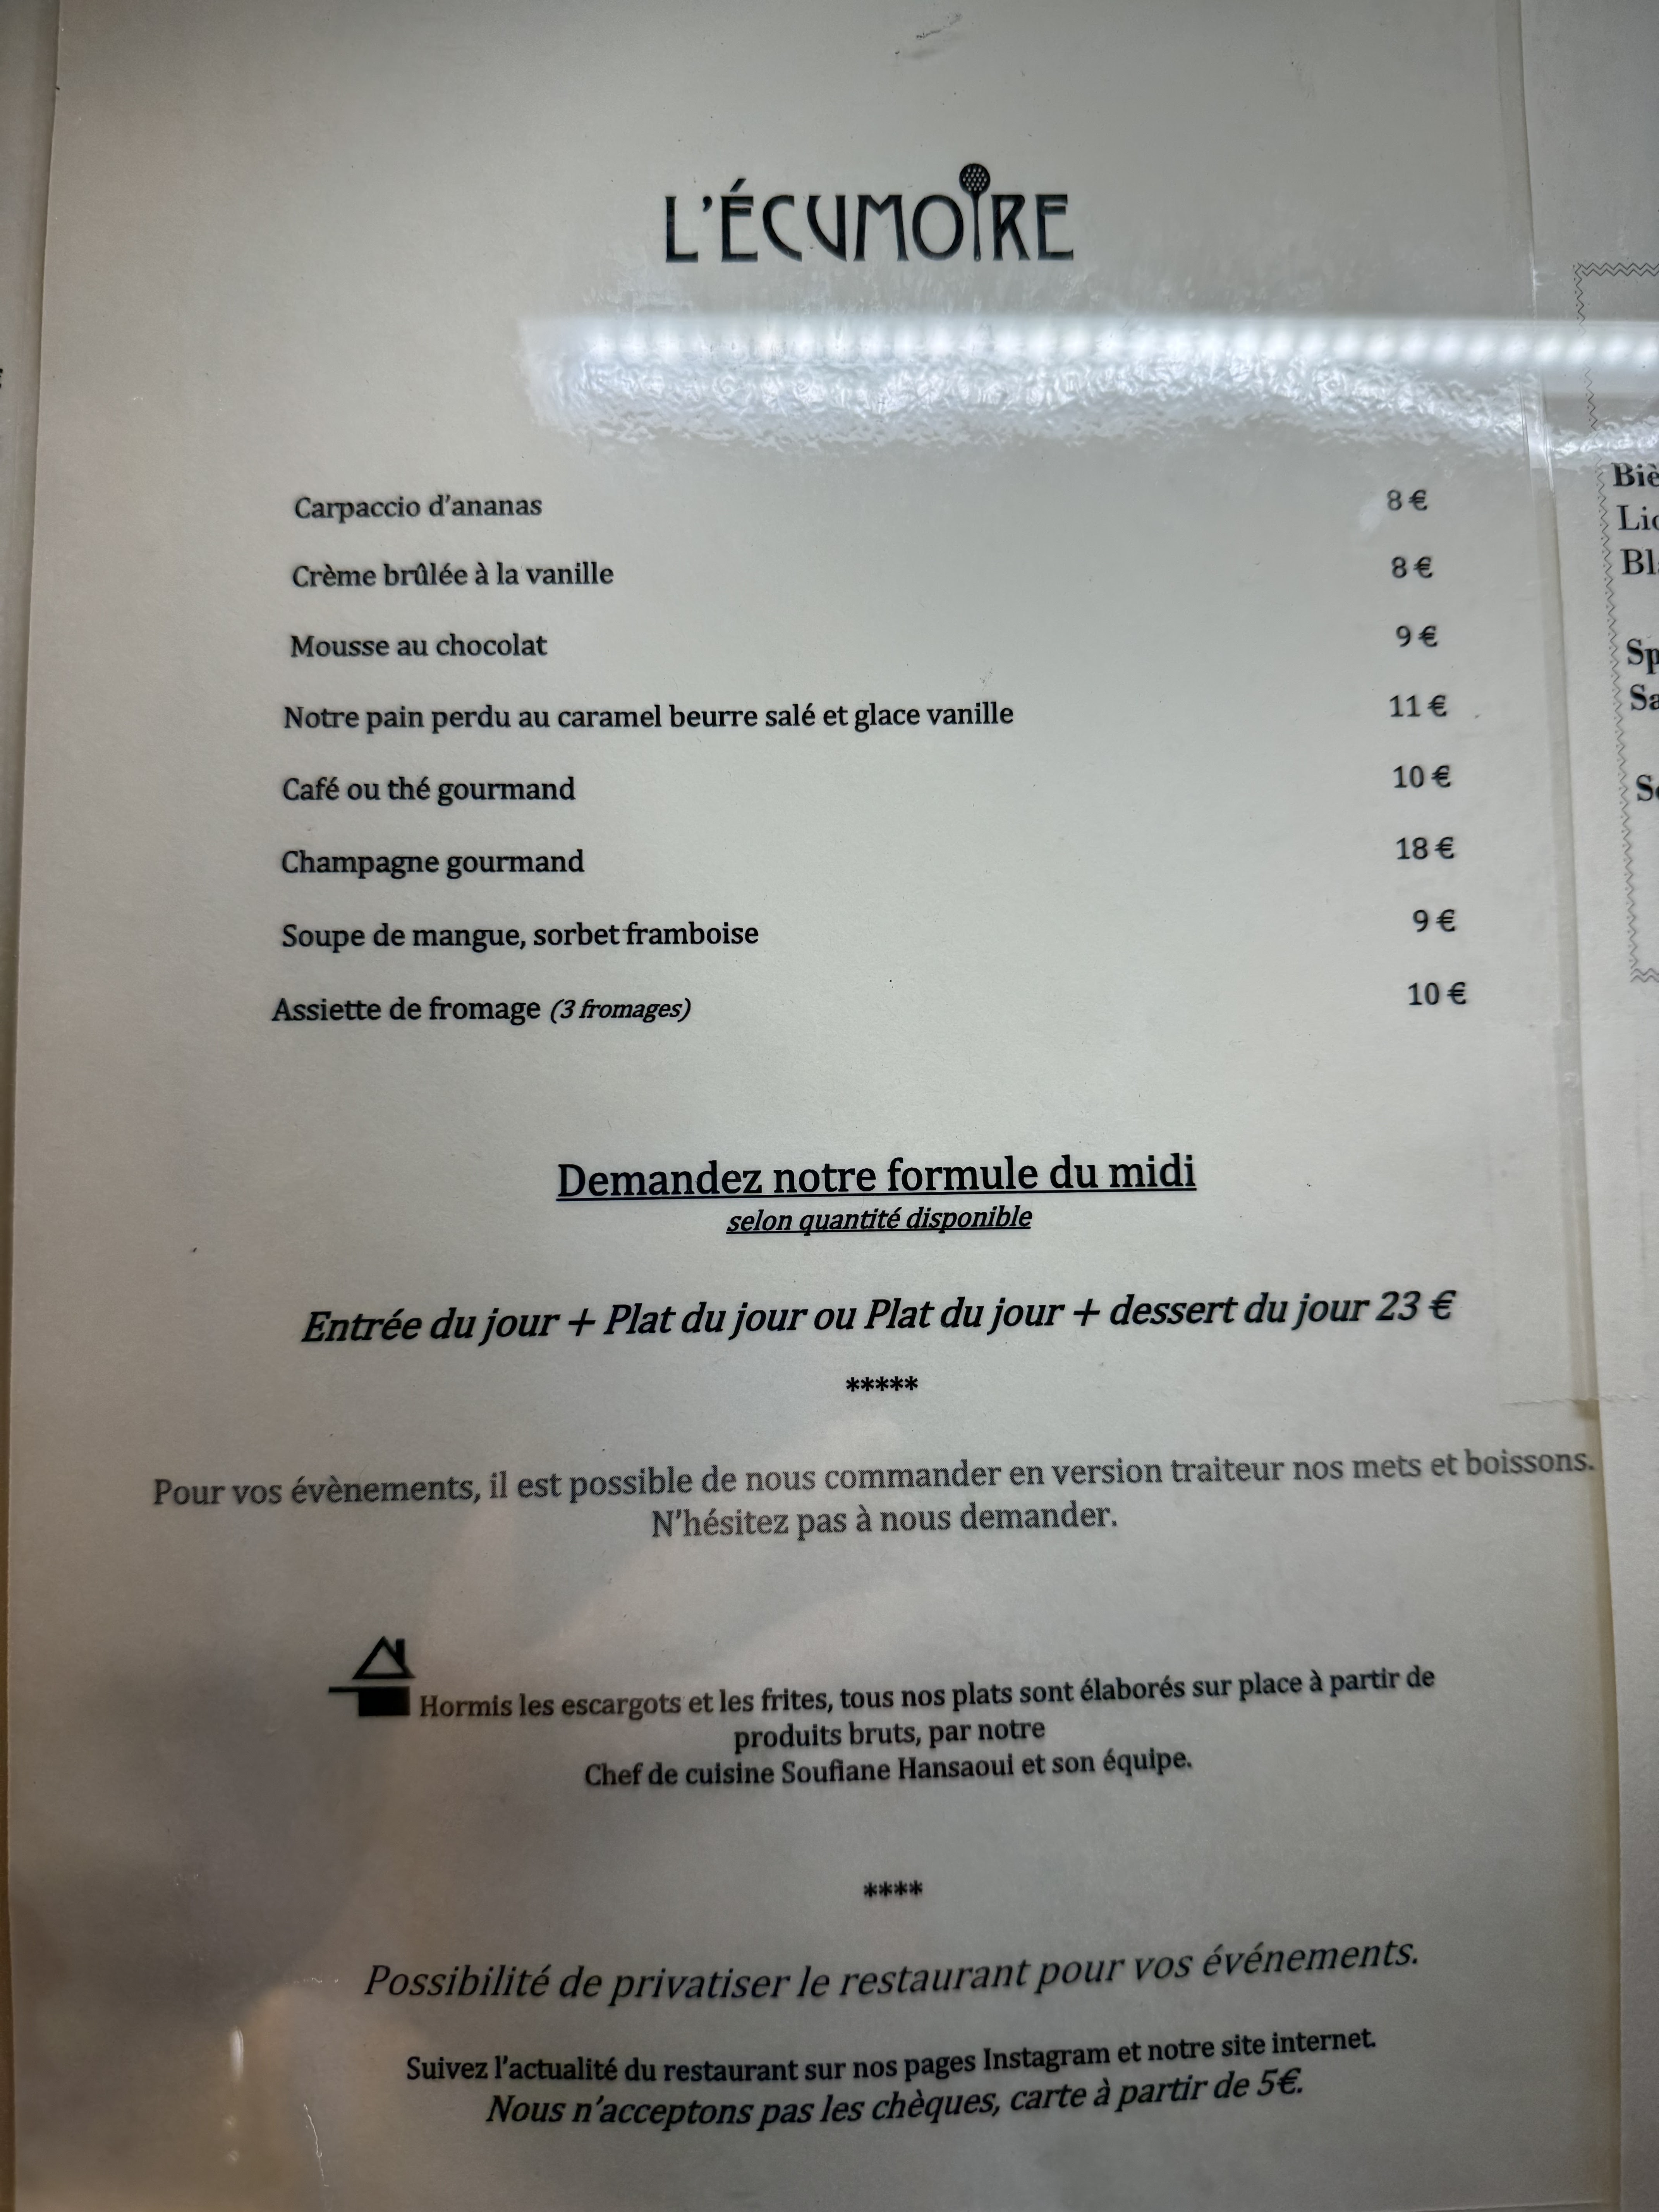 L'ÉCUMOIRE
Carpaccio d'ananas 8 €
Crème brûlée à la vanille 8 €
Mousse au chocolat 9 €
Notre pain perdu au caramel beurre salé et glace vanille 11 €
Café ou thé gourmand 10 €
Champagne gourmand 18 €
Soupe de mangue, sorbet framboise 9 €
Assiette de fromage (3 fromages) 10 €
Demandez notre formule du midi
selon quantité disponible
Entrée du jour + Plat du jour ou Plat du jour + dessert du jour 23 €
*****
Pour vos évènements, il est possible de nous commander en version traiteur nos mets et boissons.
N'hésitez pas à nous demander.
Hormis les escargots et les frites, tous nos plats sont élaborés sur place à partir de
produits bruts, par notre
Chef de cuisine Soufiane Hansaoui et son équipe.
****
Possibilité de privatiser le restaurant pour vos événements.
Suivez l'actualité du restaurant sur nos pages Instagram et notre site internet.
Nous n'acceptons pas les chèques, carte à partir de 5€.